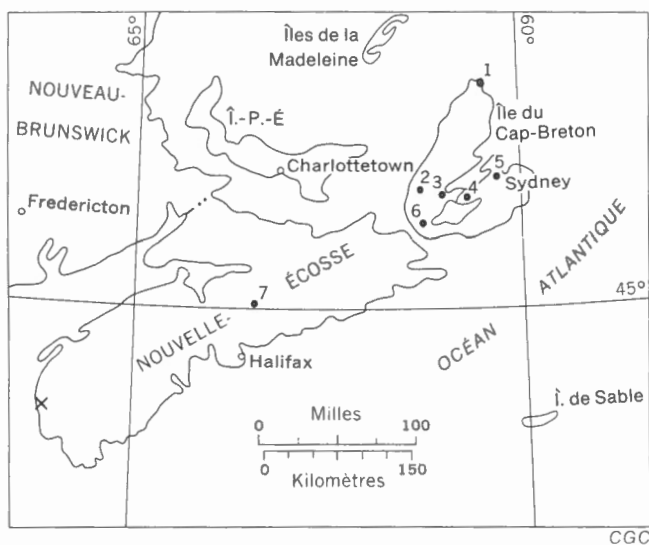 65°
60°
Îles de la
Madeleine
I
NOUVEAU-
BRUNSWICK
Î.-P.-É
Île du
Cap-Breton
Charlottetown
2
3
4
5
Sydney
Fredericton
6
ATLANTIQUE
ÉCOSSE
7
45°
NOUVELLE-
OCÉAN
Halifax
Î. de Sable
Milles
0 100
0 150
Kilomètres
CGC